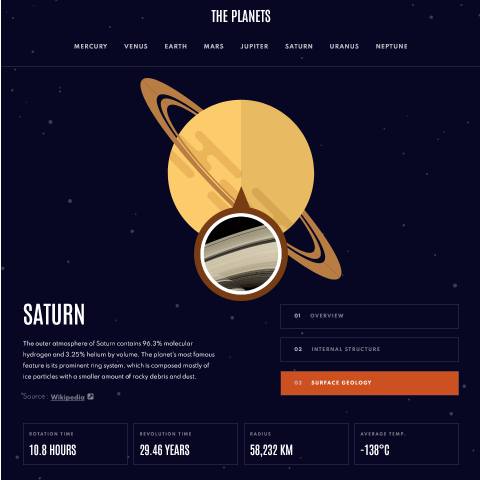 THE PLANETS
MERCURY VENUS EARTH MARS JUPITER SATURN URANUS NEPTUNE
SATURN
The outer atmosphere of Saturn contains 96.3% molecular
hydrogen and 3.25% helium by volume. The planet's most famous
feature is its prominent ring system, which is composed mostly of
ice particles with a smaller amount of rocky debris and dust.
Source : Wikipedia
01 OVERVIEW
02 INTERNAL STRUCTURE
03 SURFACE GEOLOGY
ROTATION TIME
10.8 HOURS
REVOLUTION TIME
29.46 YEARS
RADIUS
58,232 KM
AVERAGE TEMP.
-138°C